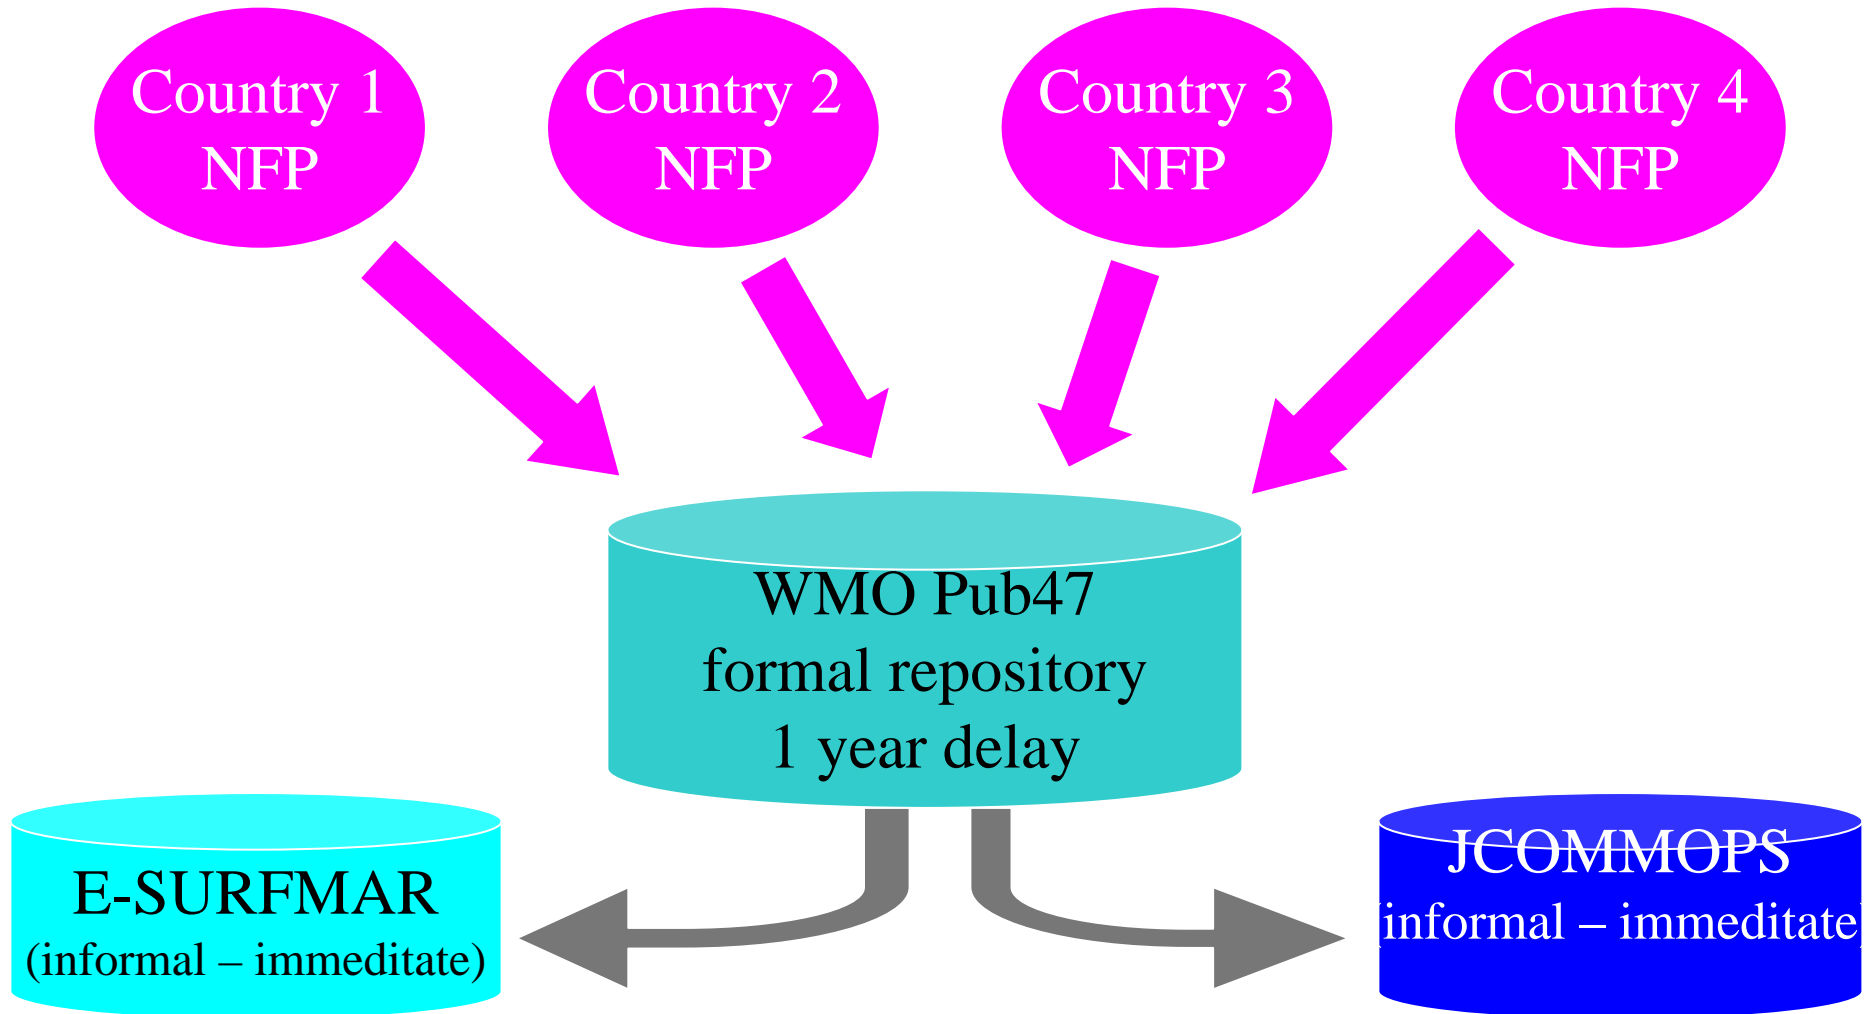 Country 1
NFP
Country 2
NFP
Country 3
NFP
Country 4
NFP
WMO Pub47
formal repository
1 year delay
E-SURFMAR
(informal – immeditate)
JCOMMOPS
(informal – immeditate)